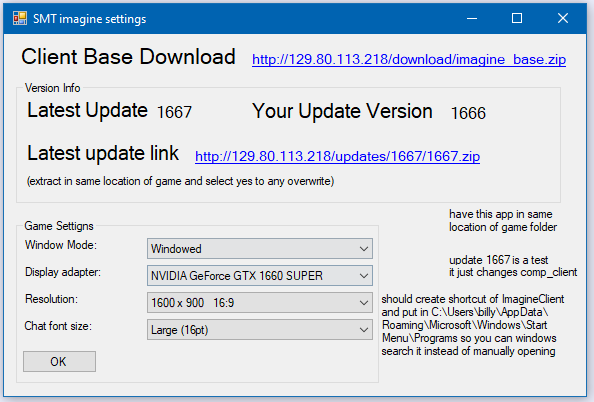 SMT imagine settings
Client Base Download http://129.80.113.218/download/imagine_base.zip
Version Info
Latest Update 1667 Your Update Version 1666
Latest update link http://129.80.113.218/updates/1667/1667.zip
(extract in same location of game and select yes to any overwrite)
have this app in same
location of game folder
update 1667 is a test
it just changes comp_client
Game Settigns
Window Mode: Windowed
Display adapter: NVIDIA GeForce GTX 1660 SUPER
Resolution: 1600 x 900 16:9
Chat font size: Large (16pt)
OK
should create shortcut of ImagineClient
and put in C:\Users\billy\AppData\
Roaming\Microsoft\Windows\Start
Menu\Programs so you can windows
search it instead of manually opening